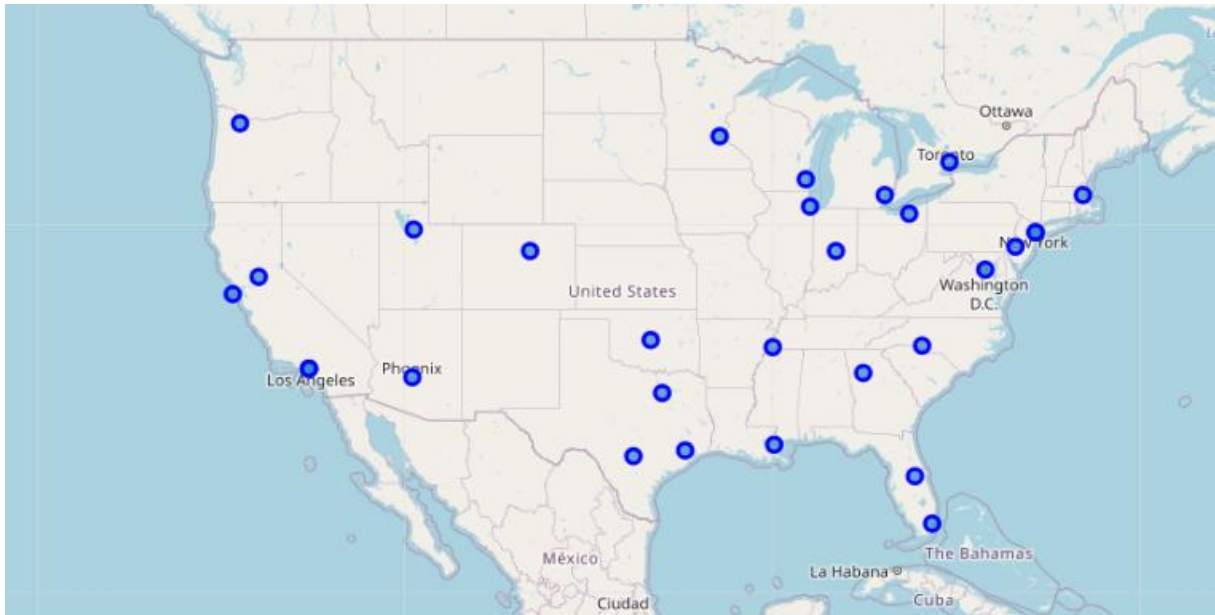 Ottawa
Toronto
New York
Washington
D.C.
United States
Phoenix
Los Angeles
México
The Bahamas
La Habana
Cuba
Ciudad